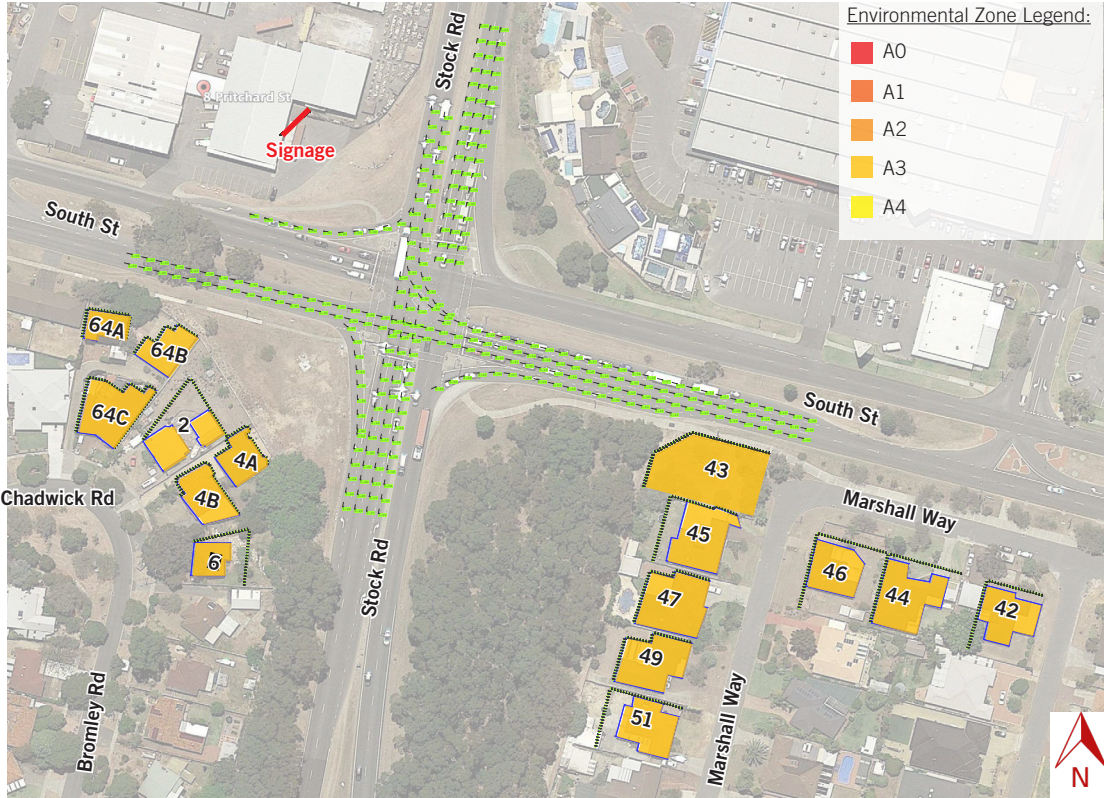 Environmental Zone Legend:
A0
A1
A2
A3
A4
Stock Rd
8 Pritchard St
Signage
South St
64A
64B
64C
2
4A
4B
6
Chadwick Rd
Bromley Rd
Stock Rd
South St
43
45
47
49
51
Marshall Way
46
44
42
Marshall Way
N